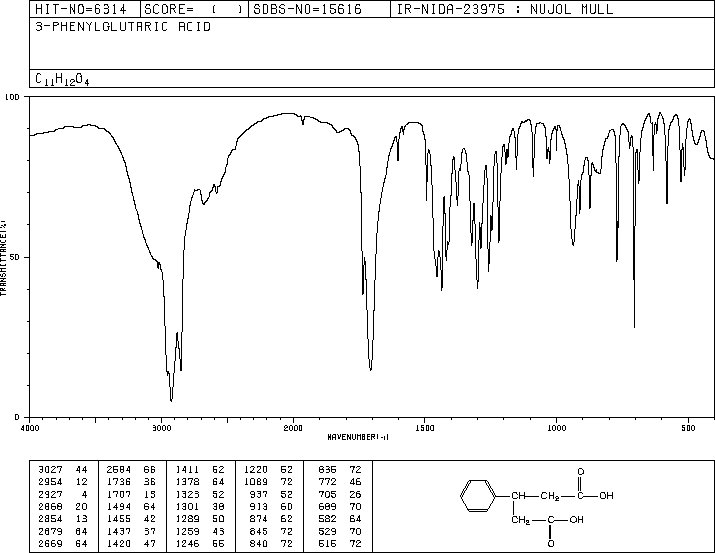 HIT-NO=6314 SCORE= ( ) SDBS-NO=15616 IR-NIDA-23975 : NUJOL MULL
3-PHENYLGLUTARIC ACID
C11H12O4
100
50
0
TRANSMITTANCE(%)
4000 3000 2000 1500 1000 500
WAVENUMBER(-1)
3027 44 2584 66 1411 52 1220 52 836 72
2954 12 1736 36 1378 64 1089 72 772 46
2927 4 1707 13 1323 52 937 52 705 26
2868 20 1494 64 1301 38 913 60 689 70
2854 13 1455 42 1289 50 874 62 582 64
2679 64 1437 37 1259 43 845 72 529 70
2669 64 1420 47 1246 55 840 72 516 72
O
CH CH2 C OH
CH2 C OH
O